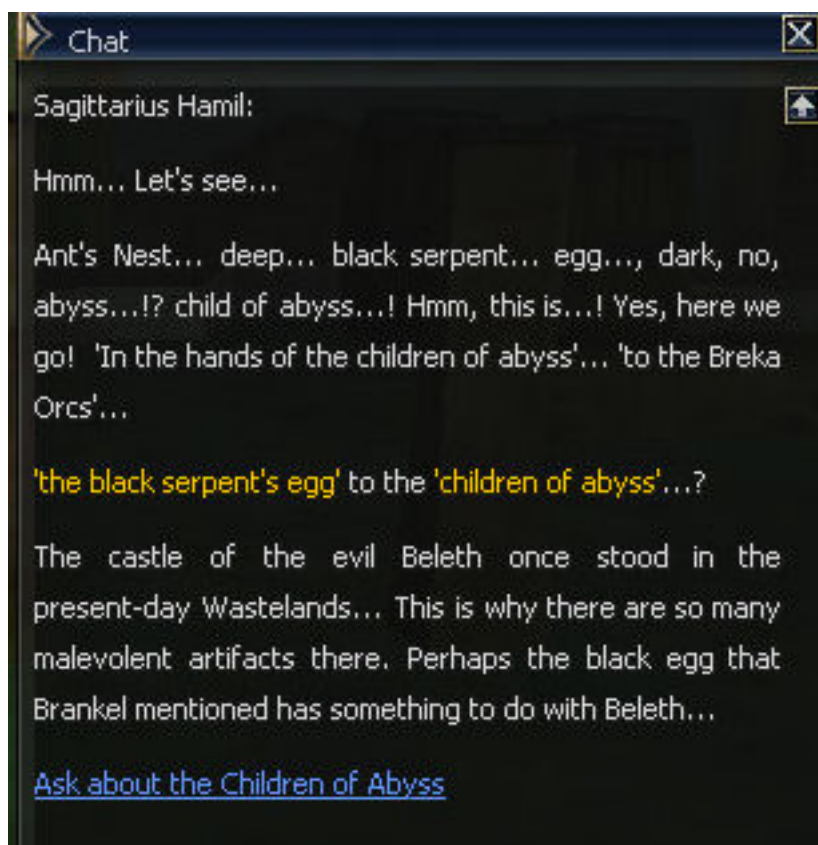 Chat
Sagittarius Hamil:
Hmm... Let's see...
Ant's Nest... deep... black serpent... egg..., dark, no,
abyss...!? child of abyss...! Hmm, this is...! Yes, here we
go! 'In the hands of the children of abyss'... 'to the Breka
Orcs'...
'the black serpent's egg' to the 'children of abyss'...?
The castle of the evil Beleth once stood in the
present-day Wastelands... This is why there are so many
malevolent artifacts there. Perhaps the black egg that
Brankel mentioned has something to do with Beleth...
Ask about the Children of Abyss